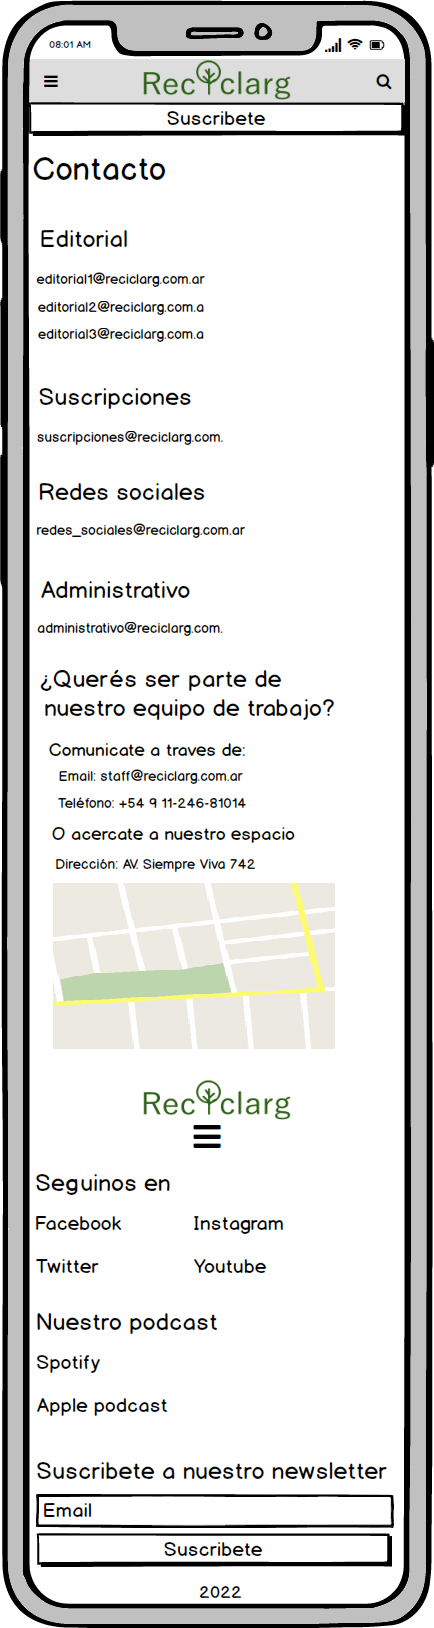 08:01 AM
Recyclarg
Suscribete
Contacto
Editorial
editorial1@reciclarg.com.ar
editorial2@reciclarg.com.a
editorial3@reciclarg.com.a
Suscripciones
suscripciones@reciclarg.com.
Redes sociales
redes_sociales@reciclarg.com.ar
Administrativo
administrativo@reciclarg.com.
¿Querés ser parte de
nuestro equipo de trabajo?
Comunicate a traves de:
Email: staff@reciclarg.com.ar
Teléfono: +54 9 11-246-81014
O acercate a nuestro espacio
Dirección: AV. Siempre Viva 742
Recyclarg
Seguinos en
Facebook Instagram
Twitter Youtube
Nuestro podcast
Spotify
Apple podcast
Suscribete a nuestro newsletter
Email
Suscribete
2022